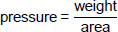 pressure = weight / area